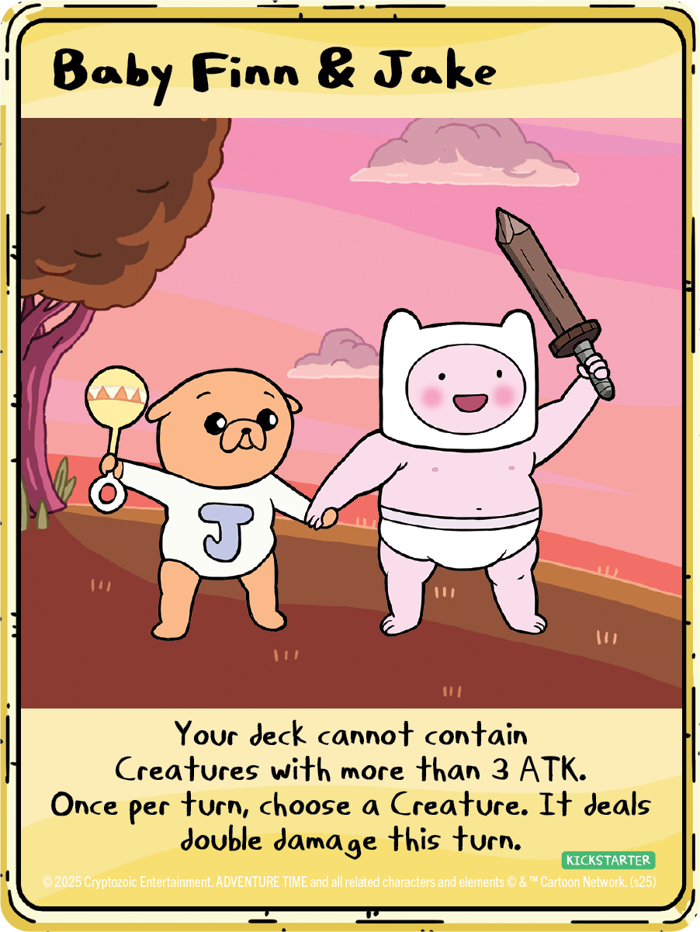 Baby Finn & Jake
J
Your deck cannot contain
Creatures with more than 3 ATK.
Once per turn, choose a Creature. It deals
double damage this turn.
KICKSTARTER
© 2025 Cryptozoic Entertainment. ADVENTURE TIME and all related characters and elements © & ™ Cartoon Network. (s25)